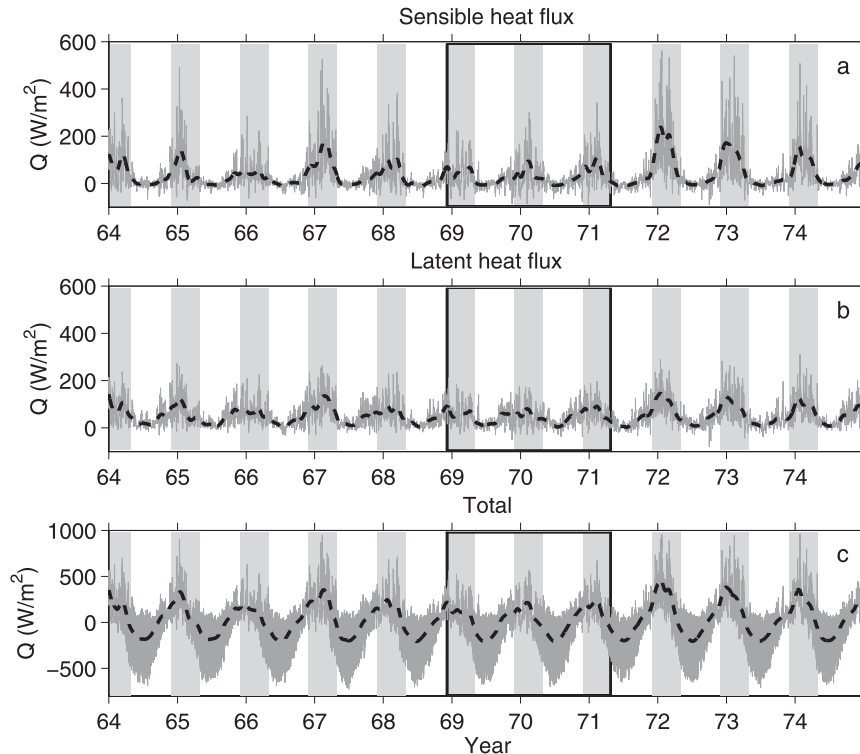 Sensible heat flux
a
Q (W/m²)
600
400
200
0
64 65 66 67 68 69 70 71 72 73 74
Latent heat flux
b
Q (W/m²)
600
400
200
0
64 65 66 67 68 69 70 71 72 73 74
Total
c
Q (W/m²)
1000
500
0
−500
64 65 66 67 68 69 70 71 72 73 74
Year